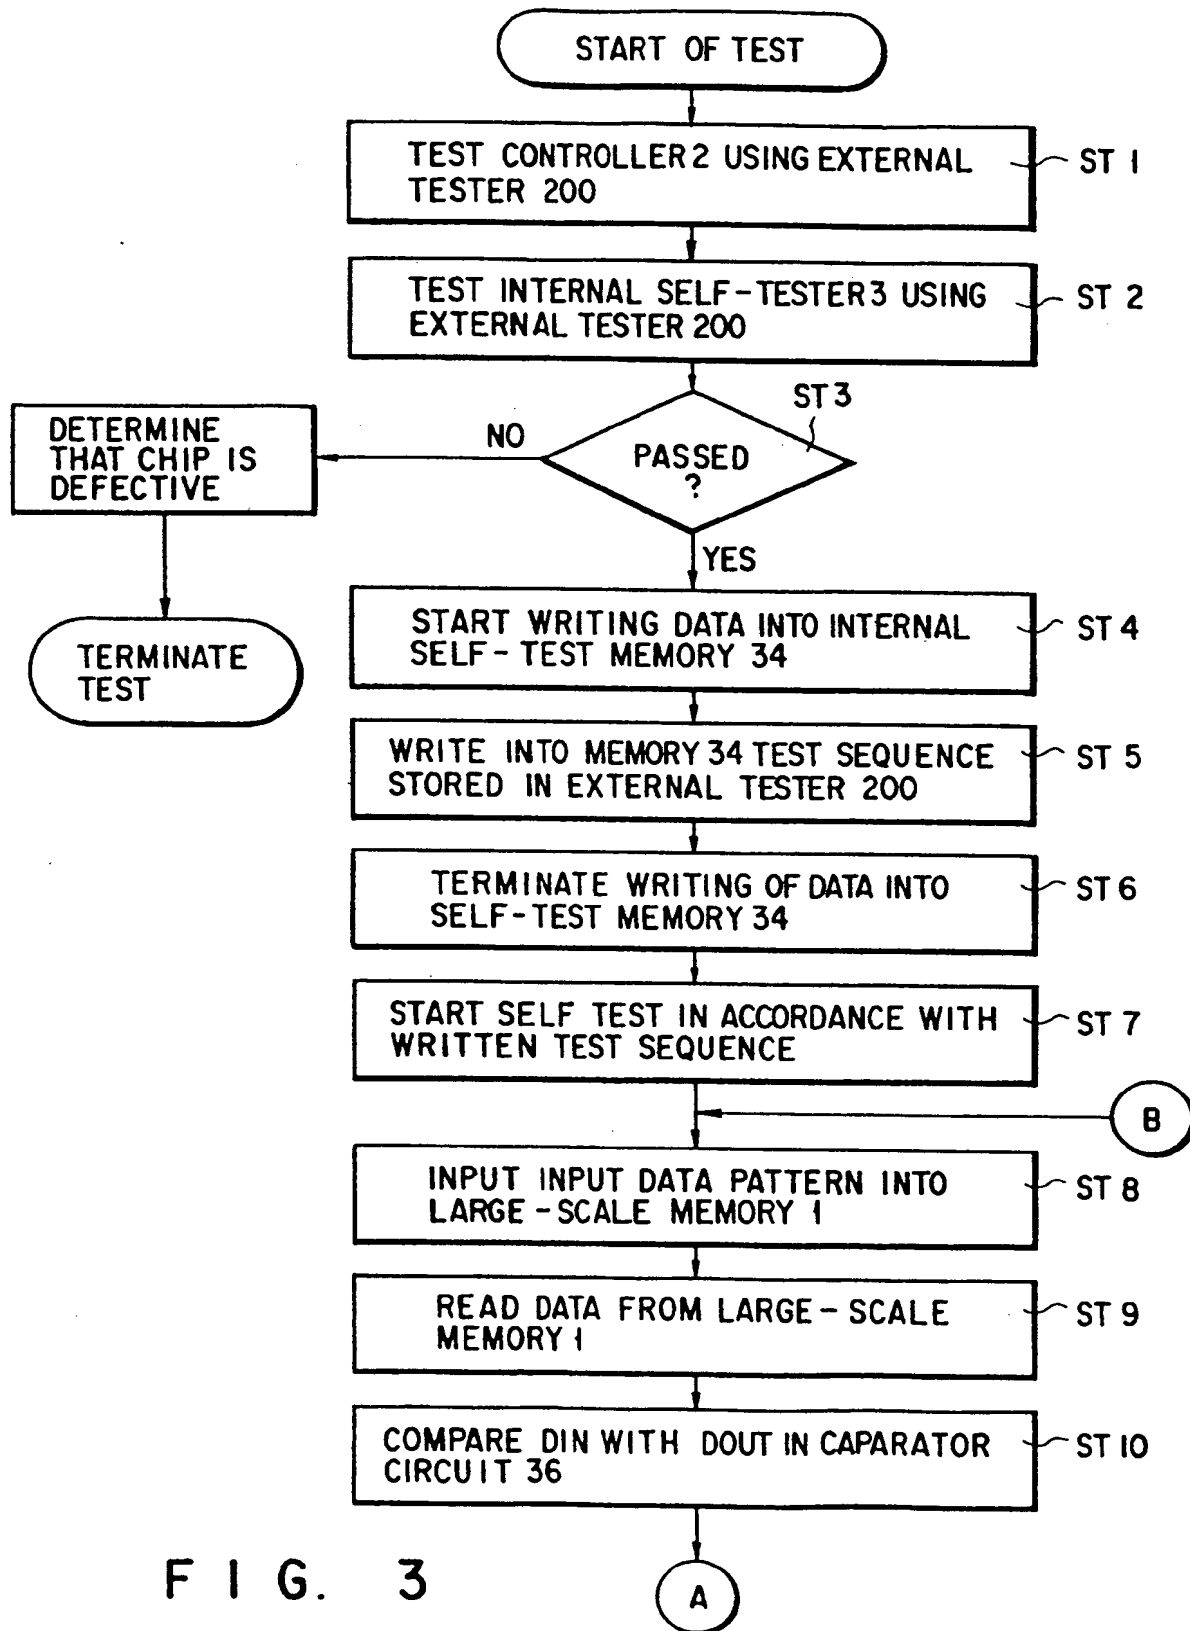 START OF TEST
TEST CONTROLLER 2 USING EXTERNAL
TESTER 200
ST 1
TEST INTERNAL SELF-TESTER 3 USING
EXTERNAL TESTER 200
ST 2
ST 3
PASSED
?
NO
DETERMINE
THAT CHIP IS
DEFECTIVE
TERMINATE
TEST
YES
START WRITING DATA INTO INTERNAL
SELF-TEST MEMORY 34
ST 4
WRITE INTO MEMORY 34 TEST SEQUENCE
STORED IN EXTERNAL TESTER 200
ST 5
TERMINATE WRITING OF DATA INTO
SELF-TEST MEMORY 34
ST 6
START SELF TEST IN ACCORDANCE WITH
WRITTEN TEST SEQUENCE
ST 7
B
INPUT INPUT DATA PATTERN INTO
LARGE-SCALE MEMORY 1
ST 8
READ DATA FROM LARGE-SCALE
MEMORY 1
ST 9
COMPARE DIN WITH DOUT IN CAPARATOR
CIRCUIT 36
ST 10
A
FIG. 3